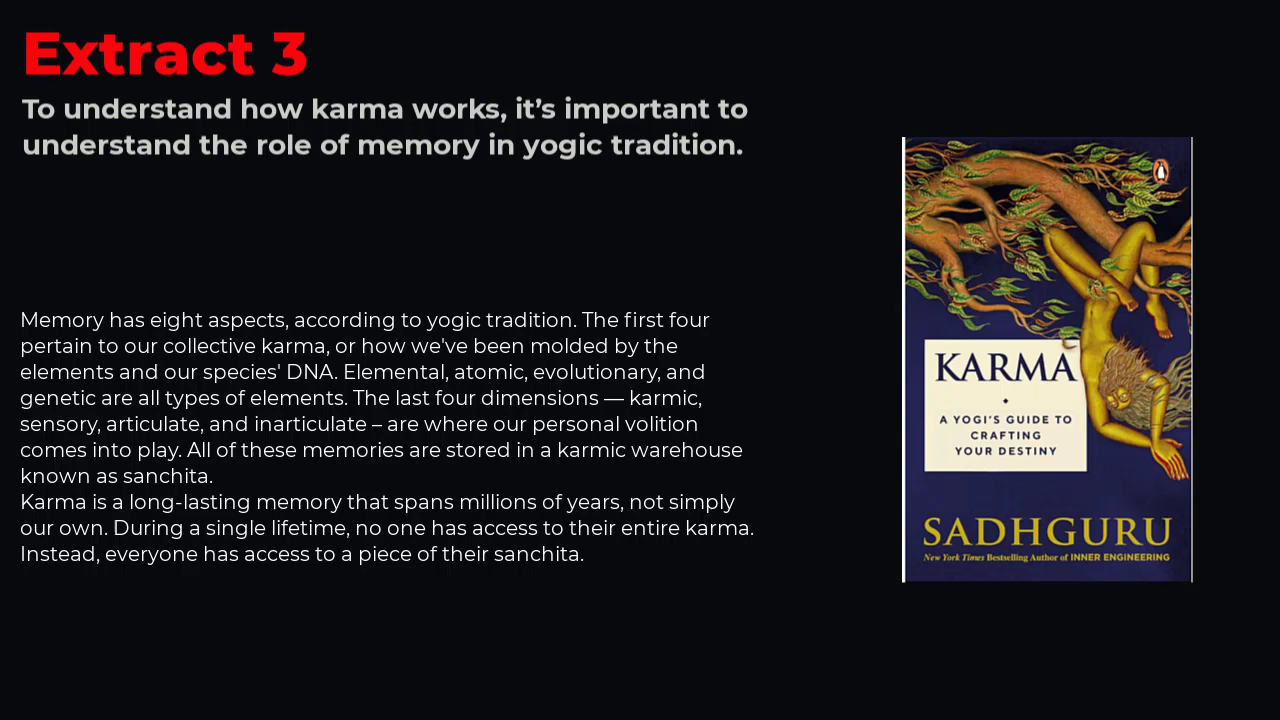 Extract 3
To understand how karma works, it’s important to
understand the role of memory in yogic tradition.
Memory has eight aspects, according to yogic tradition. The first four
pertain to our collective karma, or how we've been molded by the
elements and our species' DNA. Elemental, atomic, evolutionary, and
genetic are all types of elements. The last four dimensions — karmic,
sensory, articulate, and inarticulate – are where our personal volition
comes into play. All of these memories are stored in a karmic warehouse
known as sanchita.
Karma is a long-lasting memory that spans millions of years, not simply
our own. During a single lifetime, no one has access to their entire karma.
Instead, everyone has access to a piece of their sanchita.
KARMA
A YOGI'S GUIDE TO
CRAFTING
YOUR DESTINY
SADHGURU
New York Times Bestselling Author of INNER ENGINEERING